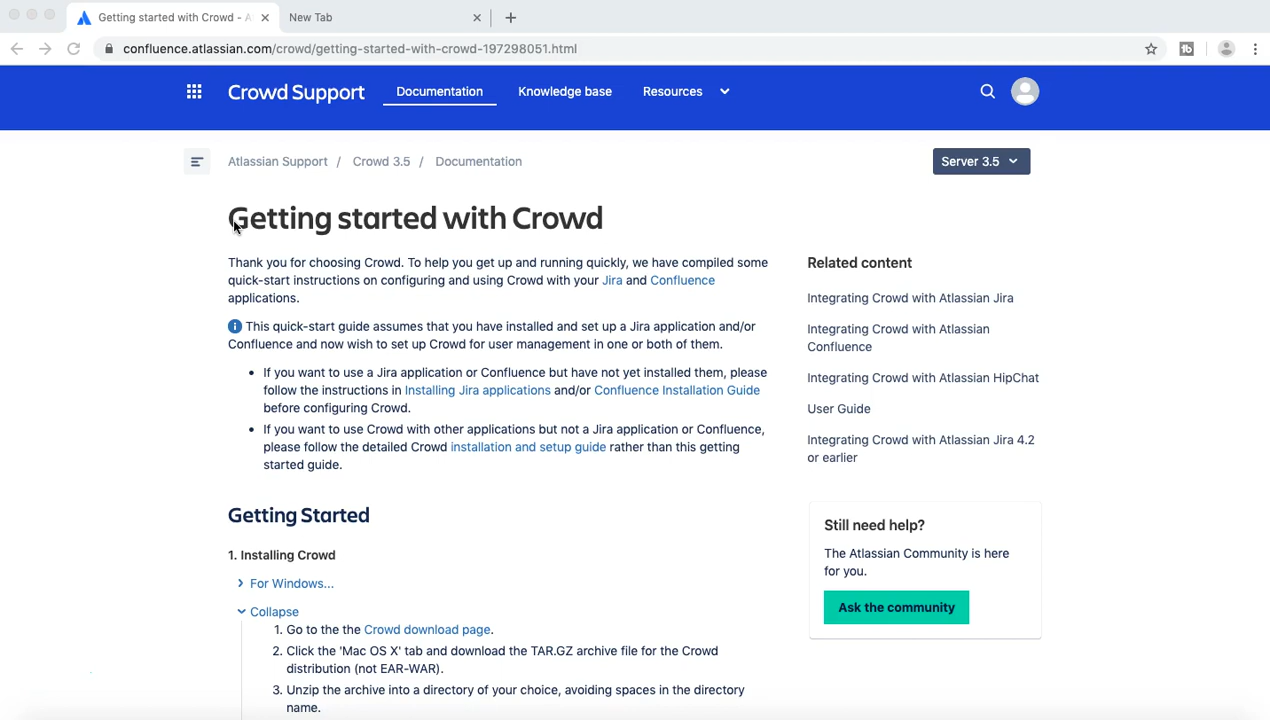 Getting started with Crowd - A
New Tab
confluence.atlassian.com/crowd/getting-started-with-crowd-197298051.html
Crowd Support
Documentation
Knowledge base
Resources
Atlassian Support / Crowd 3.5 / Documentation
Server 3.5
Getting started with Crowd
Thank you for choosing Crowd. To help you get up and running quickly, we have compiled some
quick-start instructions on configuring and using Crowd with your Jira and Confluence
applications.
This quick-start guide assumes that you have installed and set up a Jira application and/or
Confluence and now wish to set up Crowd for user management in one or both of them.
• If you want to use a Jira application or Confluence but have not yet installed them, please
follow the instructions in Installing Jira applications and/or Confluence Installation Guide
before configuring Crowd.
• If you want to use Crowd with other applications but not a Jira application or Confluence,
please follow the detailed Crowd installation and setup guide rather than this getting
started guide.
Getting Started
1. Installing Crowd
For Windows...
Collapse
1. Go to the the Crowd download page.
2. Click the 'Mac OS X' tab and download the TAR.GZ archive file for the Crowd
distribution (not EAR-WAR).
3. Unzip the archive into a directory of your choice, avoiding spaces in the directory
name.
Related content
Integrating Crowd with Atlassian Jira
Integrating Crowd with Atlassian
Confluence
Integrating Crowd with Atlassian HipChat
User Guide
Integrating Crowd with Atlassian Jira 4.2
or earlier
Still need help?
The Atlassian Community is here
for you.
Ask the community